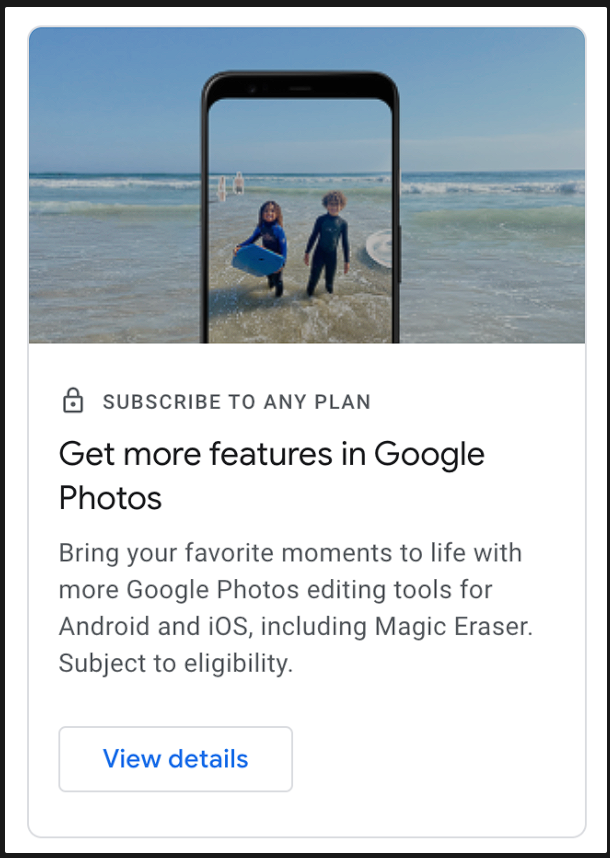 SUBSCRIBE TO ANY PLAN
Get more features in Google
Photos
Bring your favorite moments to life with
more Google Photos editing tools for
Android and iOS, including Magic Eraser.
Subject to eligibility.
View details